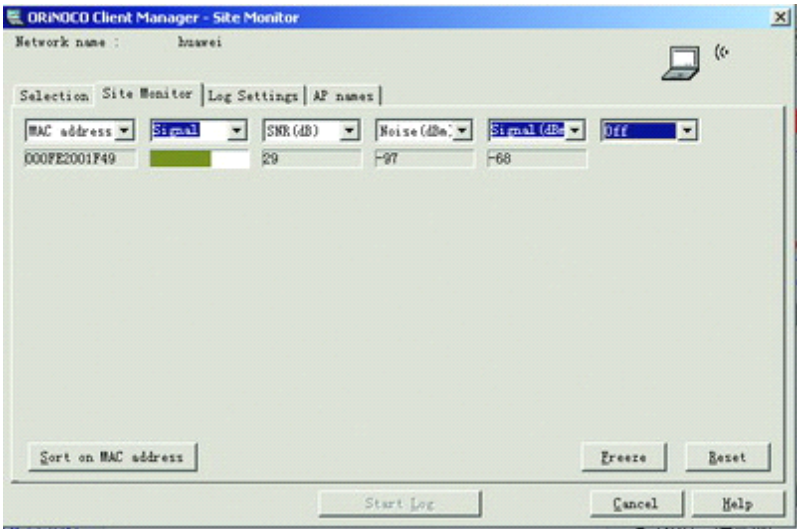 ORiNOCO Client Manager - Site Monitor
Network name : huawei
Selection Site Monitor Log Settings AP names
MAC address Signal SNR(dB) Noise(dBm) Signal(dBm Off
000FE2001F49 29 -97 -68
Sort on MAC address Freeze Reset
Start Log Cancel Help